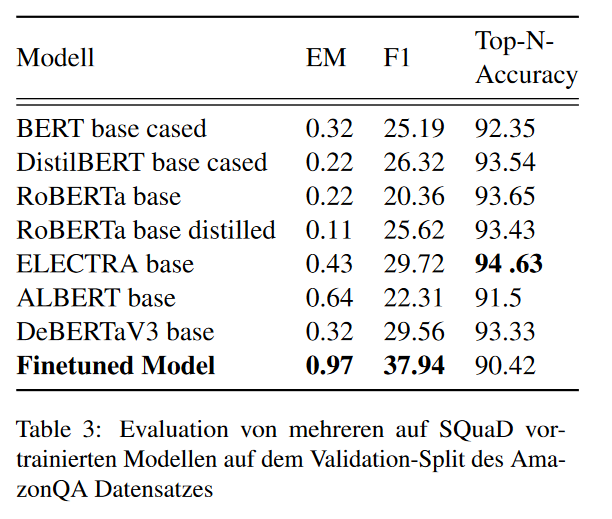 Modell EM F1 Top-N-
Accuracy
BERT base cased 0.32 25.19 92.35
DistilBERT base cased 0.22 26.32 93.54
RoBERTa base 0.22 20.36 93.65
RoBERTa base distilled 0.11 25.62 93.43
ELECTRA base 0.43 29.72 94 .63
ALBERT base 0.64 22.31 91.5
DeBERTaV3 base 0.32 29.56 93.33
Finetuned Model 0.97 37.94 90.42
Table 3: Evaluation von mehreren auf SQuaD vor-
trainierten Modellen auf dem Validation-Split des Ama-
zonQA Datensatzes